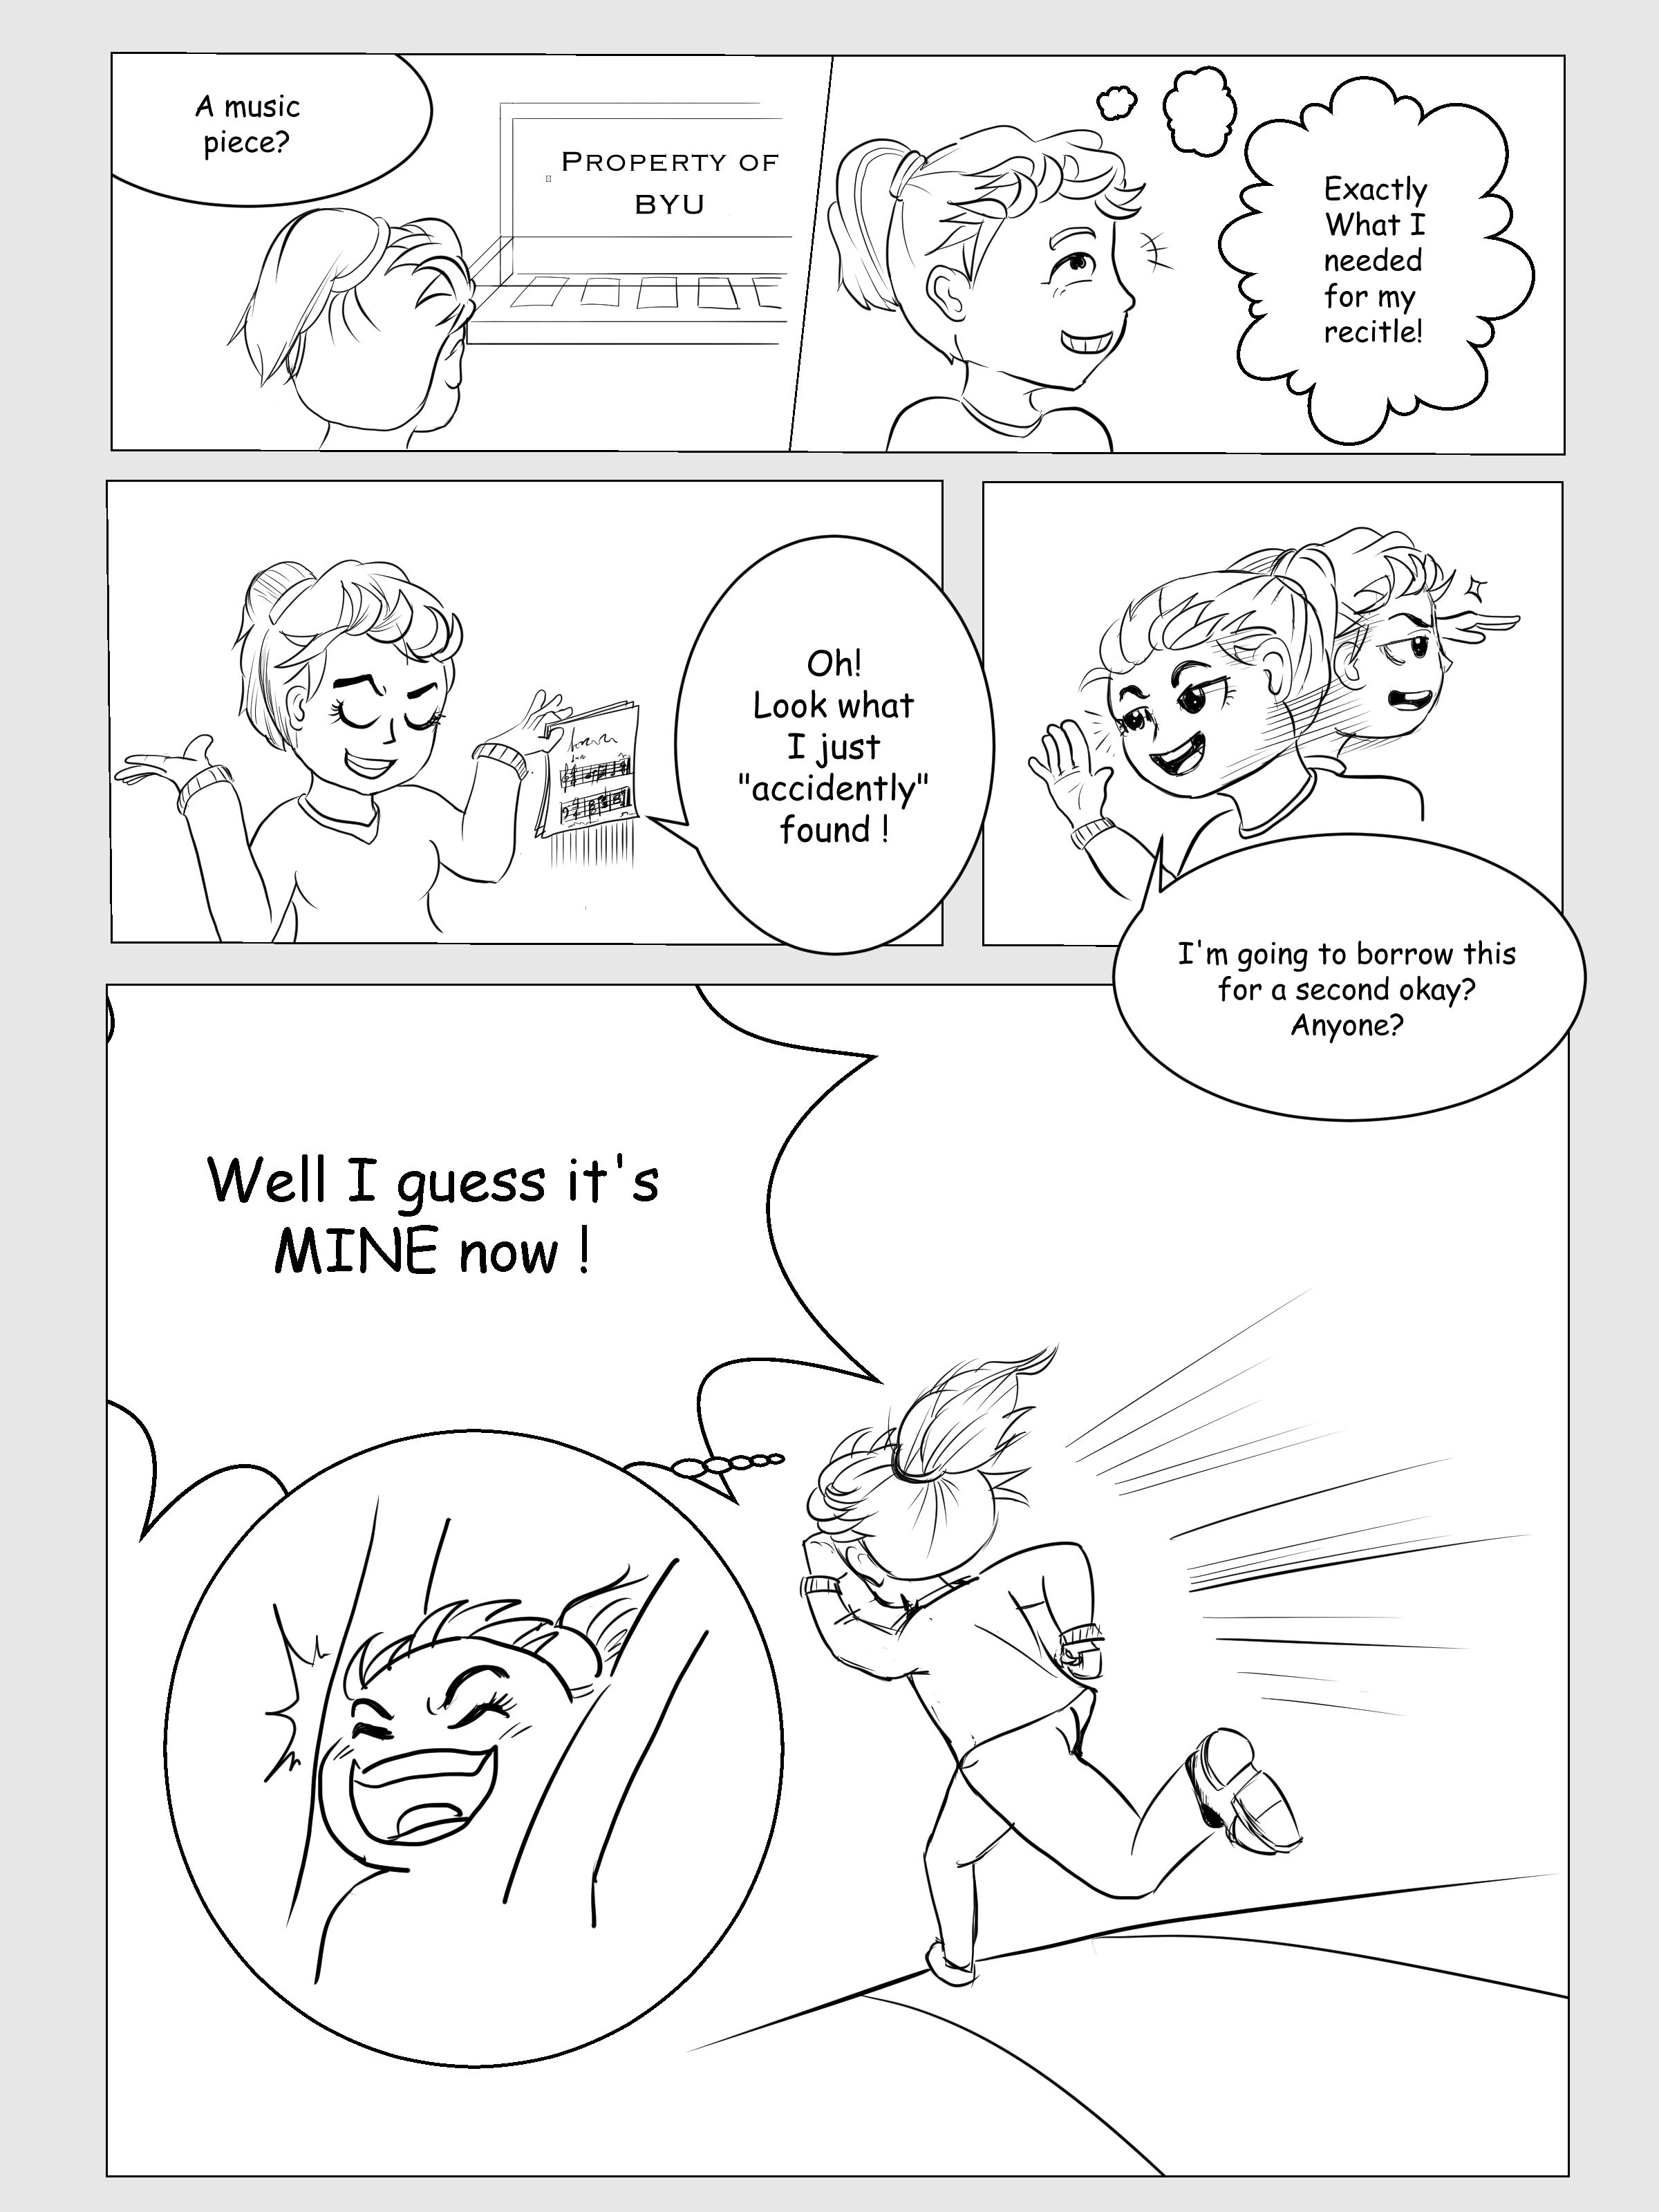 A music
piece?
PROPERTY OF
BYU
Exactly
What I
needed
for my
recitle!
Oh!
Look what
I just
"accidently"
found !
I'm going to borrow this
for a second okay?
Anyone?
Well I guess it's
MINE now !